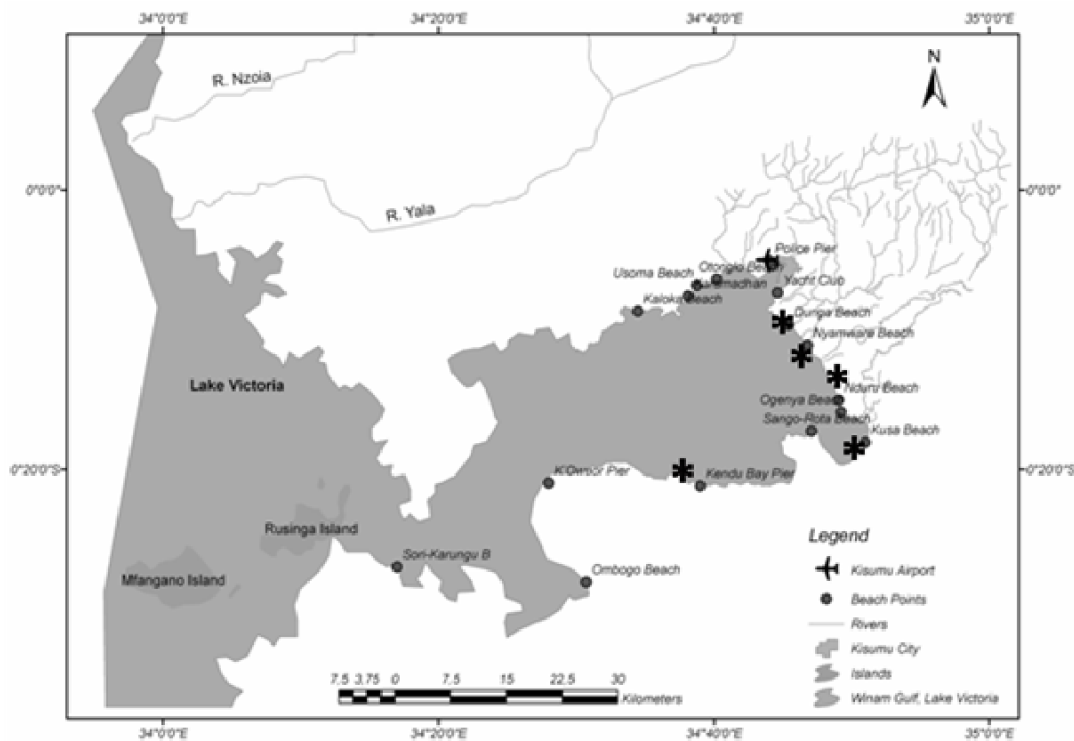 34°0'0"E 34°20'0"E 34°40'0"E 35°0'0"E
N
R. Nzoia
0°0'0" 0°0'0"
R. Yala
Police Pier
Usoma Beach
Yacht Club
Kaloka Beach
Dunga Beach
Nyamware Beach
Lake Victoria
Nduru Beach
Ogenya Beach
Sango-Rota Beach
Kusa Beach
0°20'0"S 0°20'0"S
K'Owuor Pier
Kendu Bay Pier
Rusinga Island
Legend
Sori-Karungu B
Kisumu Airport
Mfangano Island
Ombogo Beach
Beach Points
Rivers
Kisumu City
Islands
Winam Gulf, Lake Victoria
7.5 3.75 0 7.5 15 22.5 30
Kilometers
34°0'0"E 34°20'0"E 34°40'0"E 35°0'0"E